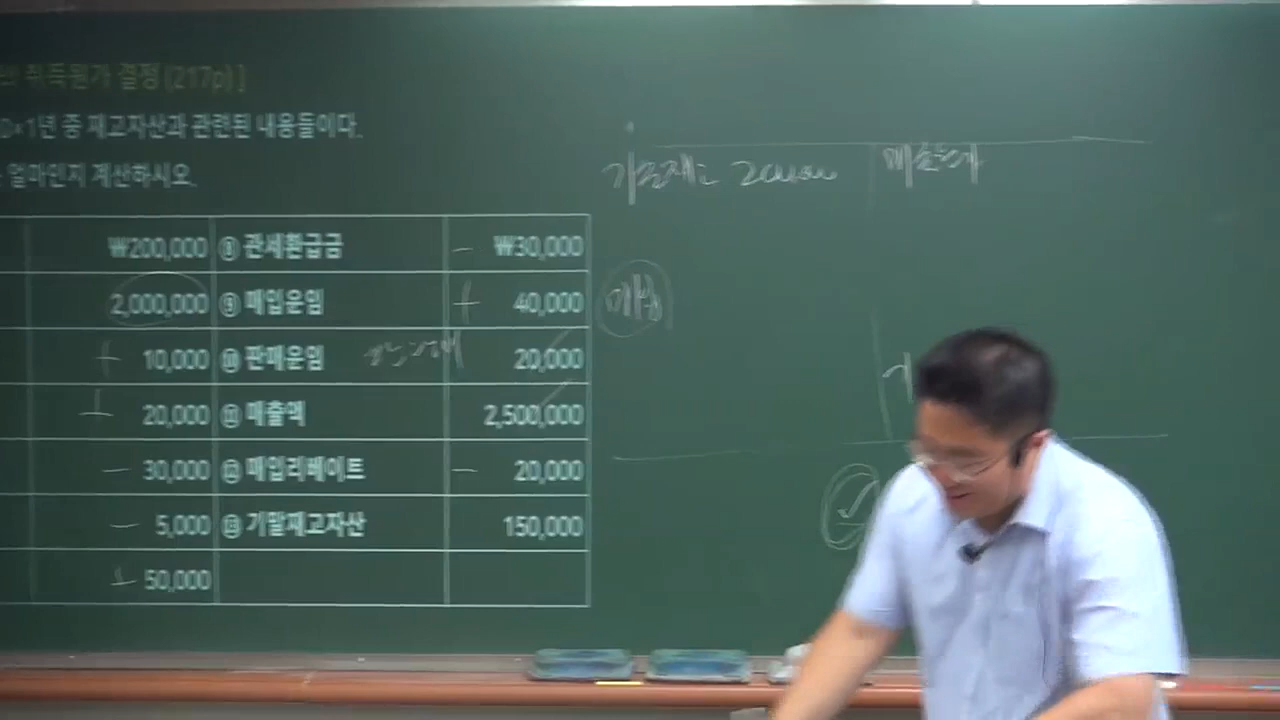 의 취득원가 결정(217p)]
0×1년 중 재고자산과 관련된 내용들이다.
얼마인지 계산하시오.
₩200,000 ⑧ 관세환급금 - ₩30,000
2,000,000 ⑨ 매입운임 + 40,000
+ 10,000 ⑩ 판매운임 20,000
+ 20,000 ⑪ 매출액 2,500,000
- 30,000 ⑫ 매입리베이트 - 20,000
- 5,000 ⑬ 기말재고자산 150,000
+ 50,000
기초재고 매출원가
매입